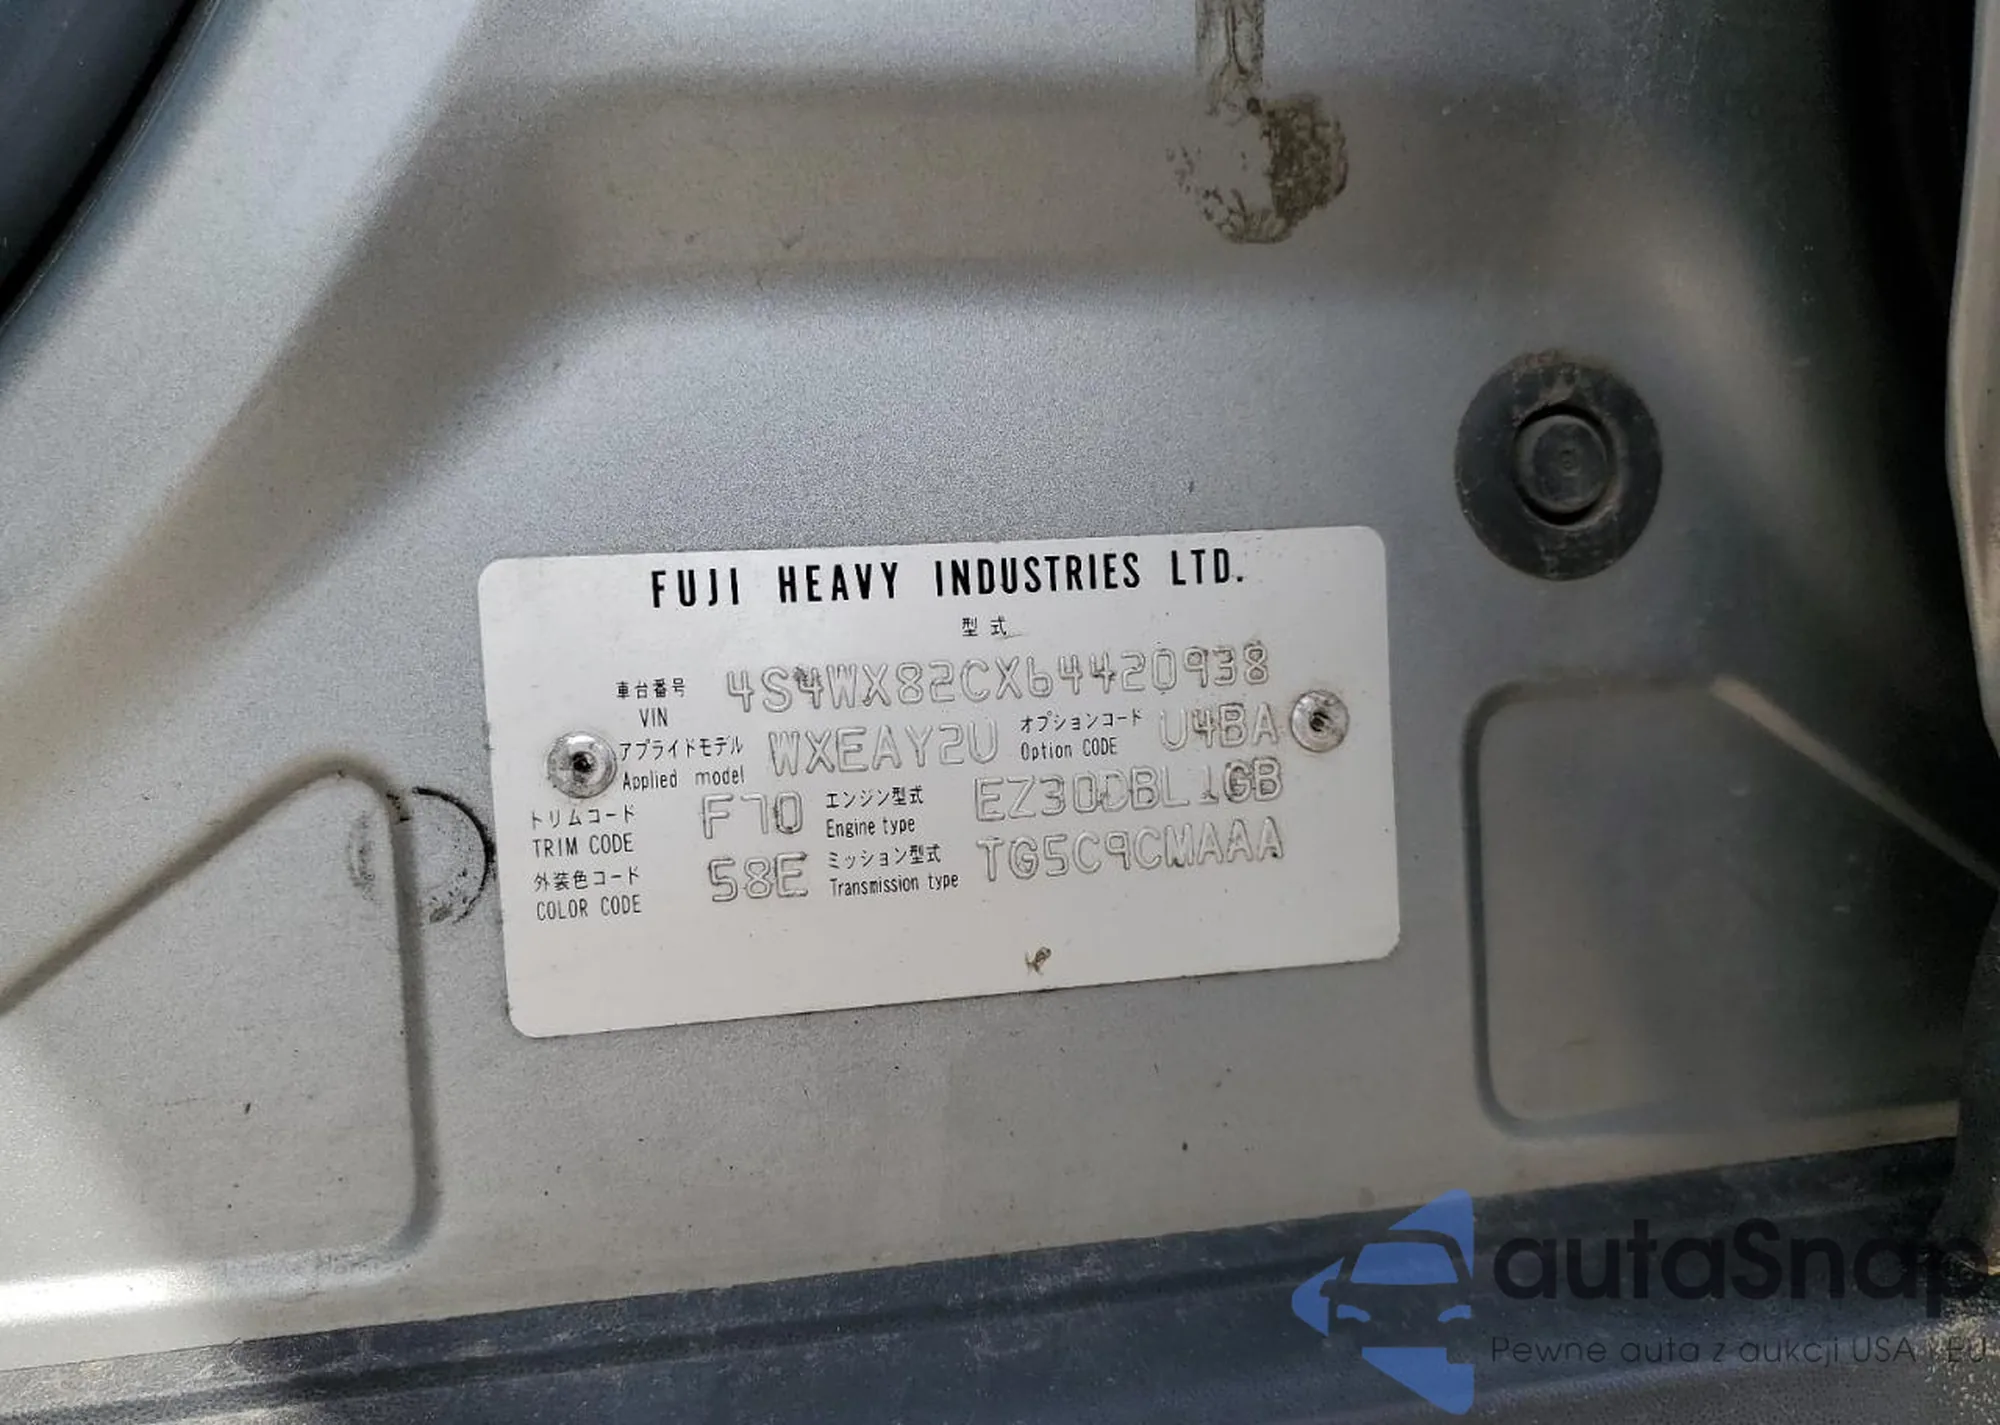 FUJI HEAVY INDUSTRIES LTD.
型式
車台番号 VIN 4S4WX82CX64420938
アプライドモデル Applied model WXEAY2U オプションコード Option CODE U4BA
トリムコード TRIM CODE F70 エンジン型式 Engine type EZ30DBL1GB
外装色コード COLOR CODE 58E ミッション型式 Transmission type TG5C9CMAAA
autaSnap
Pewne auta z aukcji USA i EU